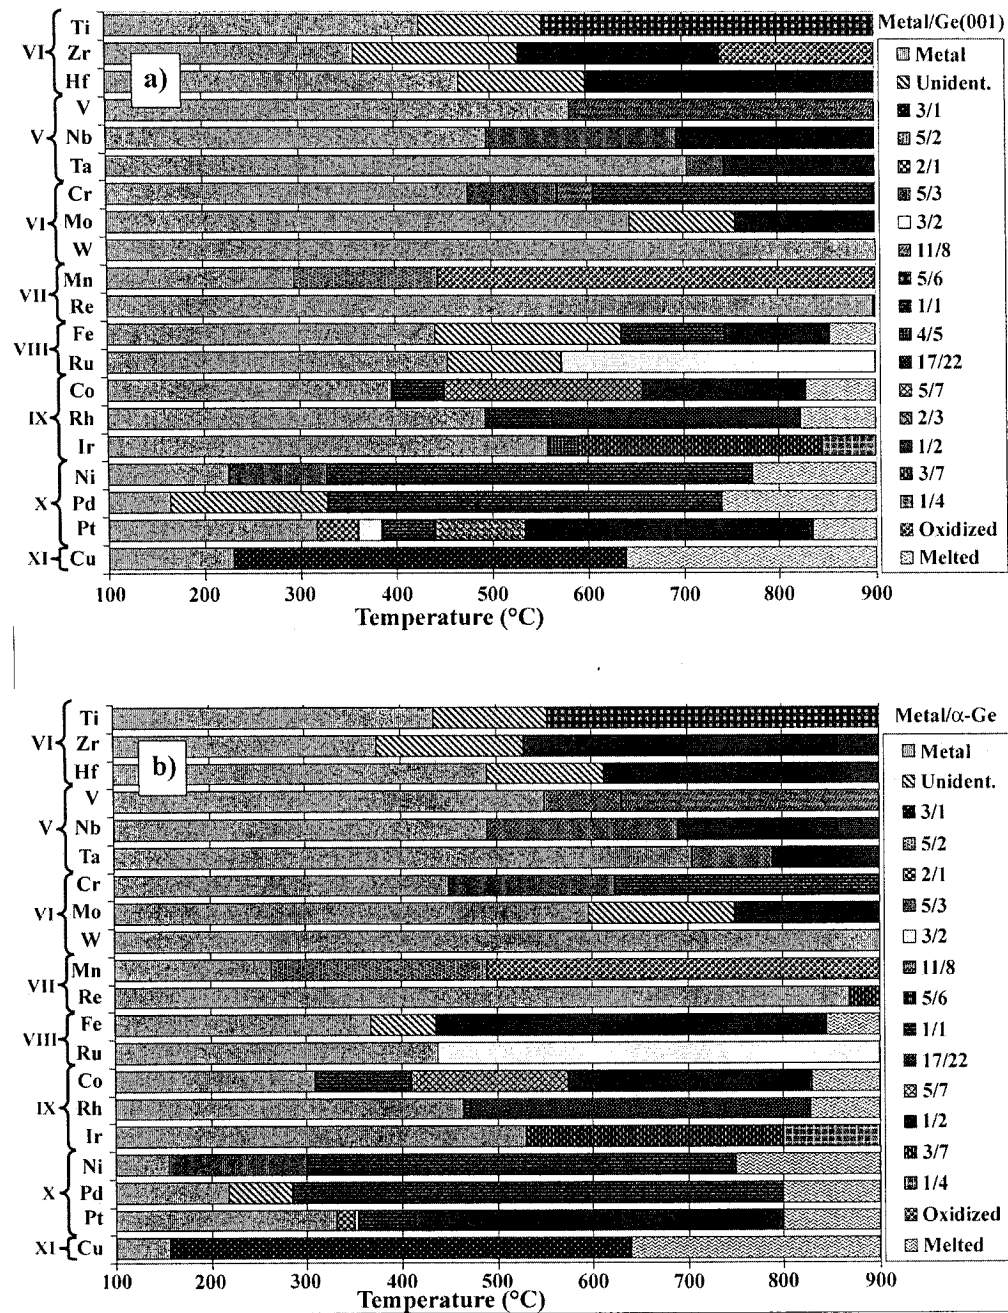 Metal/Ge(001)
a)
VI
Ti
Zr
Hf
V
V
Nb
Ta
VI
Cr
Mo
W
VII
Mn
Re
VIII
Fe
Ru
IX
Co
Rh
Ir
X
Ni
Pd
Pt
XI
Cu
100 200 300 400 500 600 700 800 900
Temperature (°C)
Metal
Unident.
3/1
5/2
2/1
5/3
3/2
11/8
5/6
1/1
4/5
17/22
5/7
2/3
1/2
3/7
1/4
Oxidized
Melted
Metal/α-Ge
b)
VI
Ti
Zr
Hf
V
V
Nb
Ta
VI
Cr
Mo
W
VII
Mn
Re
VIII
Fe
Ru
IX
Co
Rh
Ir
X
Ni
Pd
Pt
XI
Cu
100 200 300 400 500 600 700 800 900
Temperature (°C)
Metal
Unident.
3/1
5/2
2/1
5/3
3/2
11/8
5/6
1/1
17/22
5/7
1/2
3/7
1/4
Oxidized
Melted